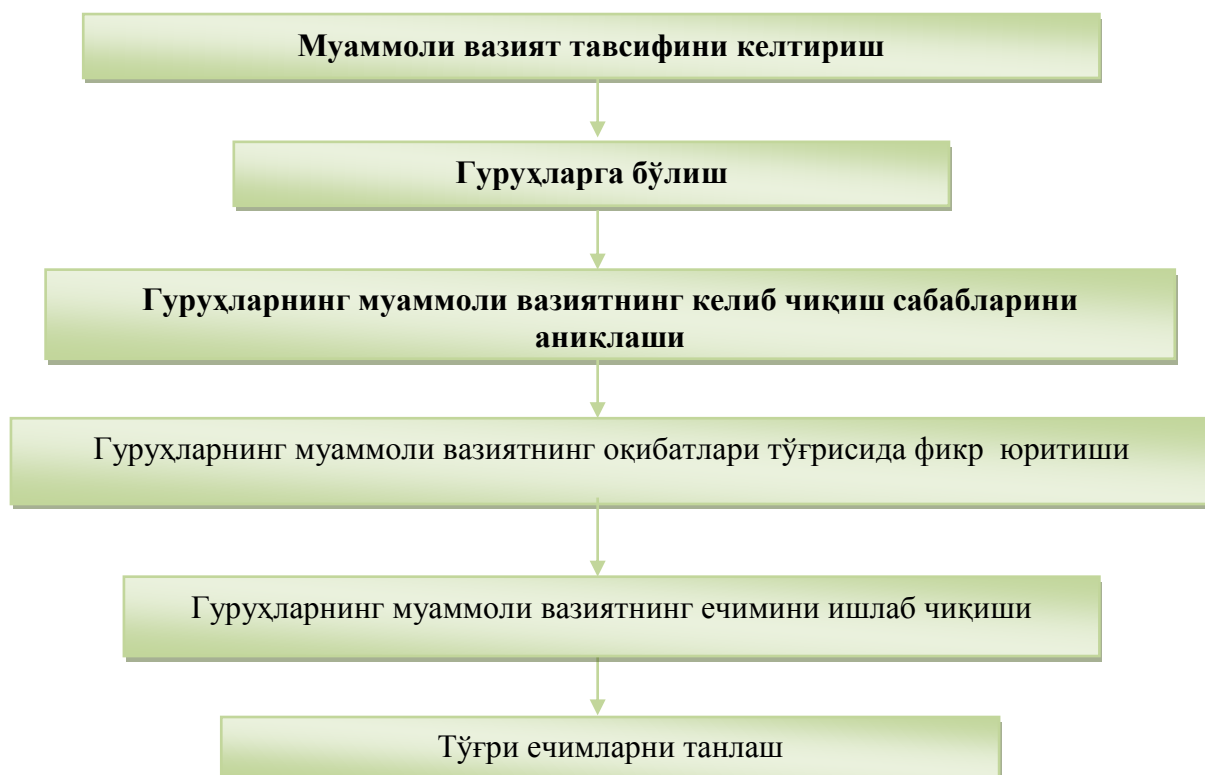 Муаммоли вазият тавсифини келтириш
Гуруҳларга бўлиш
Гуруҳларнинг муаммоли вазиятнинг келиб чиқиш сабабларини
аниқлаши
Гуруҳларнинг муаммоли вазиятнинг оқибатлари тўғрисида фикр юритиши
Гуруҳларнинг муаммоли вазиятнинг ечимини ишлаб чиқиши
Тўғри ечимларни танлаш